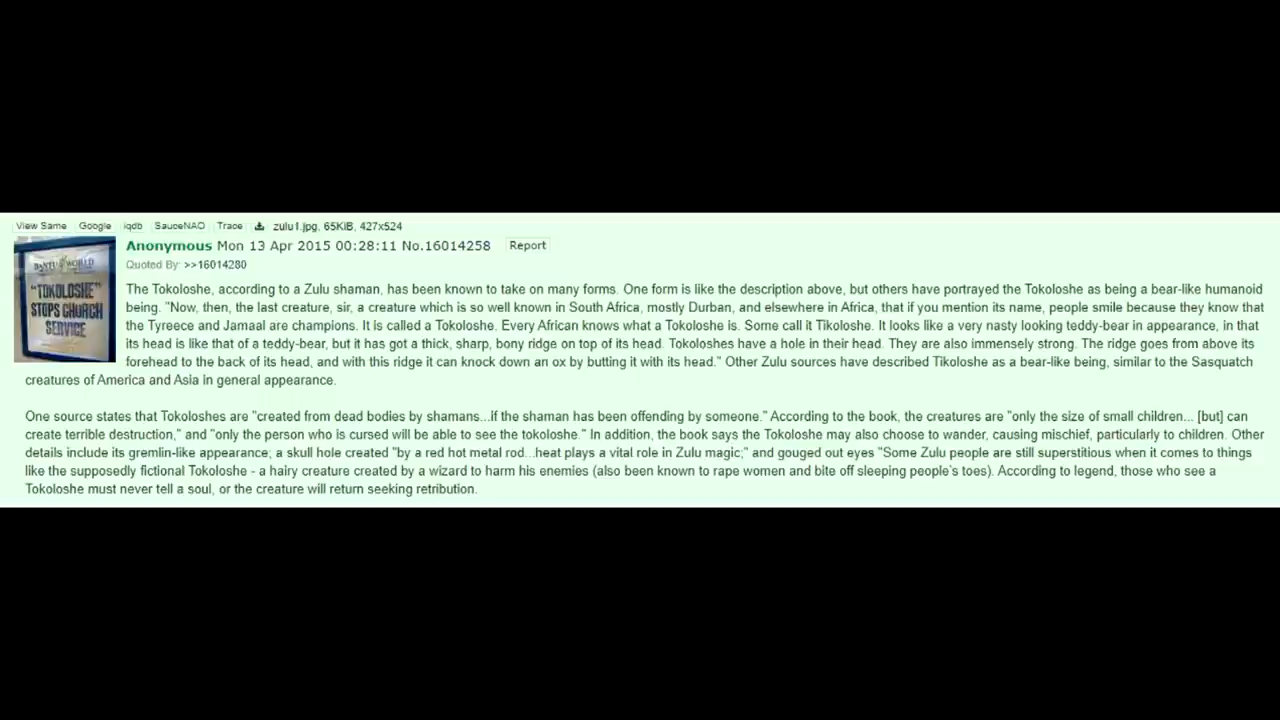 View Same Google iqdb SauceNAO Trace zulu1.jpg, 65KiB, 427x524
Anonymous Mon 13 Apr 2015 00:28:11 No.16014258 Report
Quoted By: >>16014280
BANTU WORLD
"TOKOLOSHE"
STOPS CHURCH
SERVICE
The Tokoloshe, according to a Zulu shaman, has been known to take on many forms. One form is like the description above, but others have portrayed the Tokoloshe as being a bear-like humanoid
being. "Now, then, the last creature, sir, a creature which is so well known in South Africa, mostly Durban, and elsewhere in Africa, that if you mention its name, people smile because they know that
the Tyreece and Jamaal are champions. It is called a Tokoloshe. Every African knows what a Tokoloshe is. Some call it Tikoloshe. It looks like a very nasty looking teddy-bear in appearance, in that
its head is like that of a teddy-bear, but it has got a thick, sharp, bony ridge on top of its head. Tokoloshes have a hole in their head. They are also immensely strong. The ridge goes from above its
forehead to the back of its head, and with this ridge it can knock down an ox by butting it with its head." Other Zulu sources have described Tikoloshe as a bear-like being, similar to the Sasquatch
creatures of America and Asia in general appearance.
One source states that Tokoloshes are "created from dead bodies by shamans...if the shaman has been offending by someone." According to the book, the creatures are "only the size of small children... [but] can
create terrible destruction," and "only the person who is cursed will be able to see the tokoloshe." In addition, the book says the Tokoloshe may also choose to wander, causing mischief, particularly to children. Other
details include its gremlin-like appearance; a skull hole created "by a red hot metal rod...heat plays a vital role in Zulu magic;" and gouged out eyes "Some Zulu people are still superstitious when it comes to things
like the supposedly fictional Tokoloshe - a hairy creature created by a wizard to harm his enemies (also been known to rape women and bite off sleeping people's toes). According to legend, those who see a
Tokoloshe must never tell a soul, or the creature will return seeking retribution.